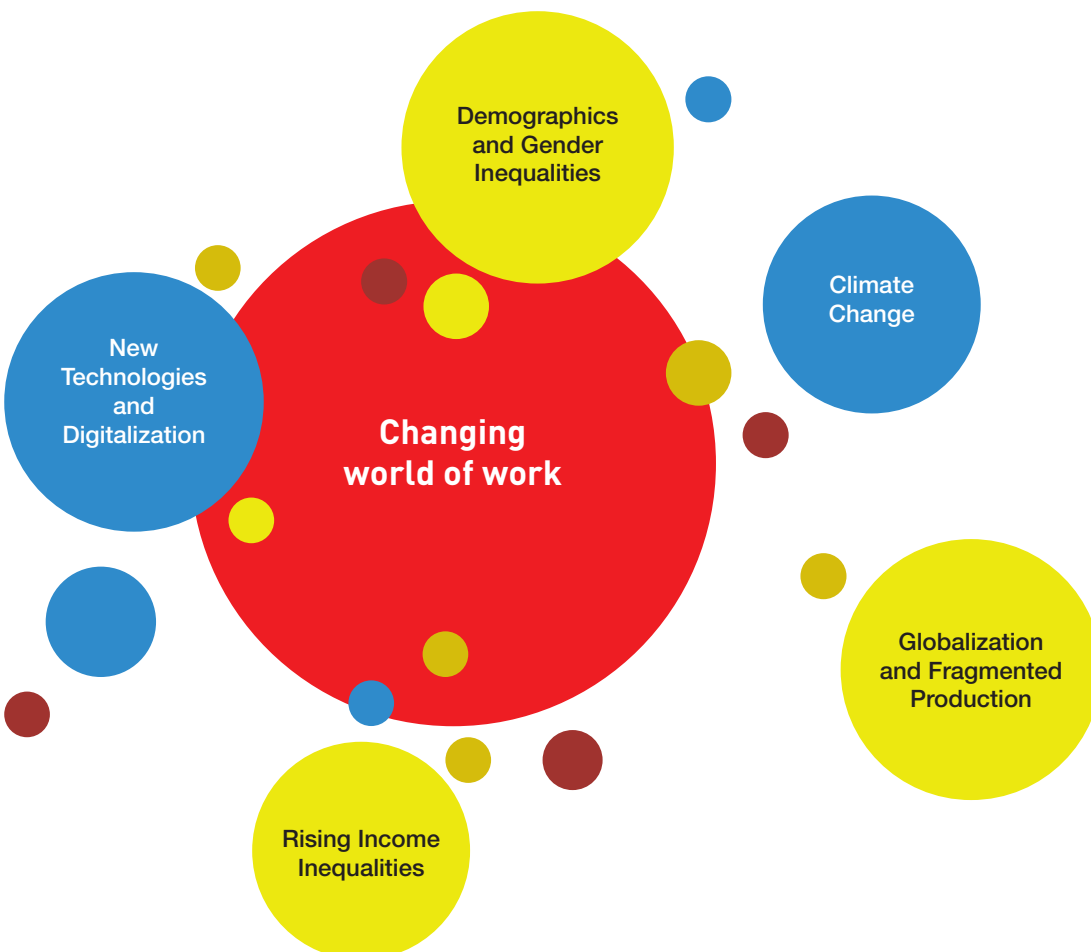 Demographics
and Gender
Inequalities
Climate
Change
New
Technologies
and
Digitalization
Changing
world of work
Globalization
and Fragmented
Production
Rising Income
Inequalities